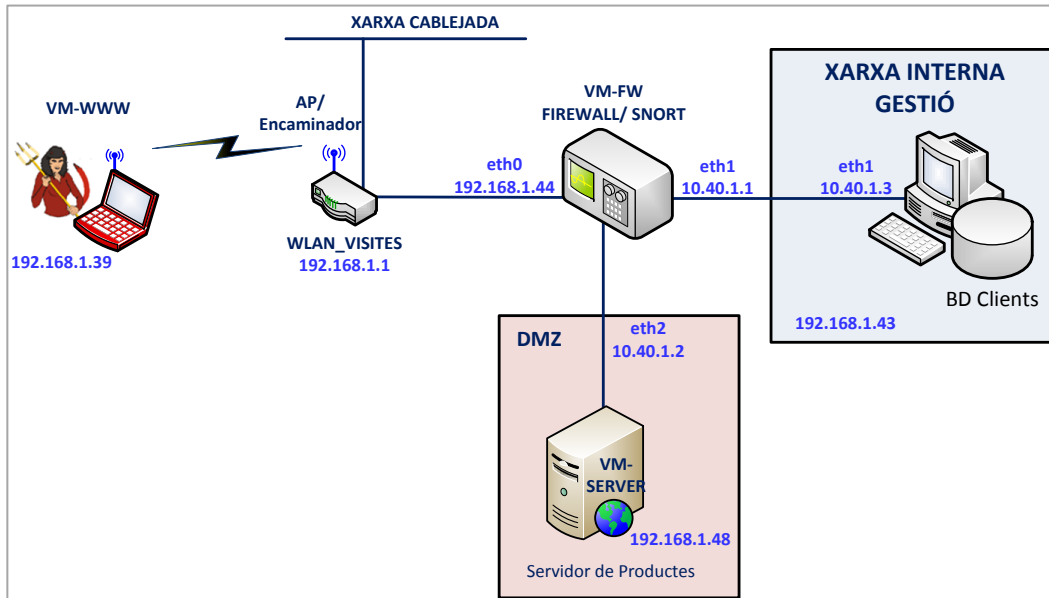 XARXA CABLEJADA
VM-WWW
192.168.1.39
AP/
Encaminador
WLAN_VISITES
192.168.1.1
VM-FW
FIREWALL/ SNORT
eth0
192.168.1.44
eth1
10.40.1.1
XARXA INTERNA
GESTIÓ
eth1
10.40.1.3
BD Clients
192.168.1.43
DMZ
eth2
10.40.1.2
VM-
SERVER
192.168.1.48
Servidor de Productes